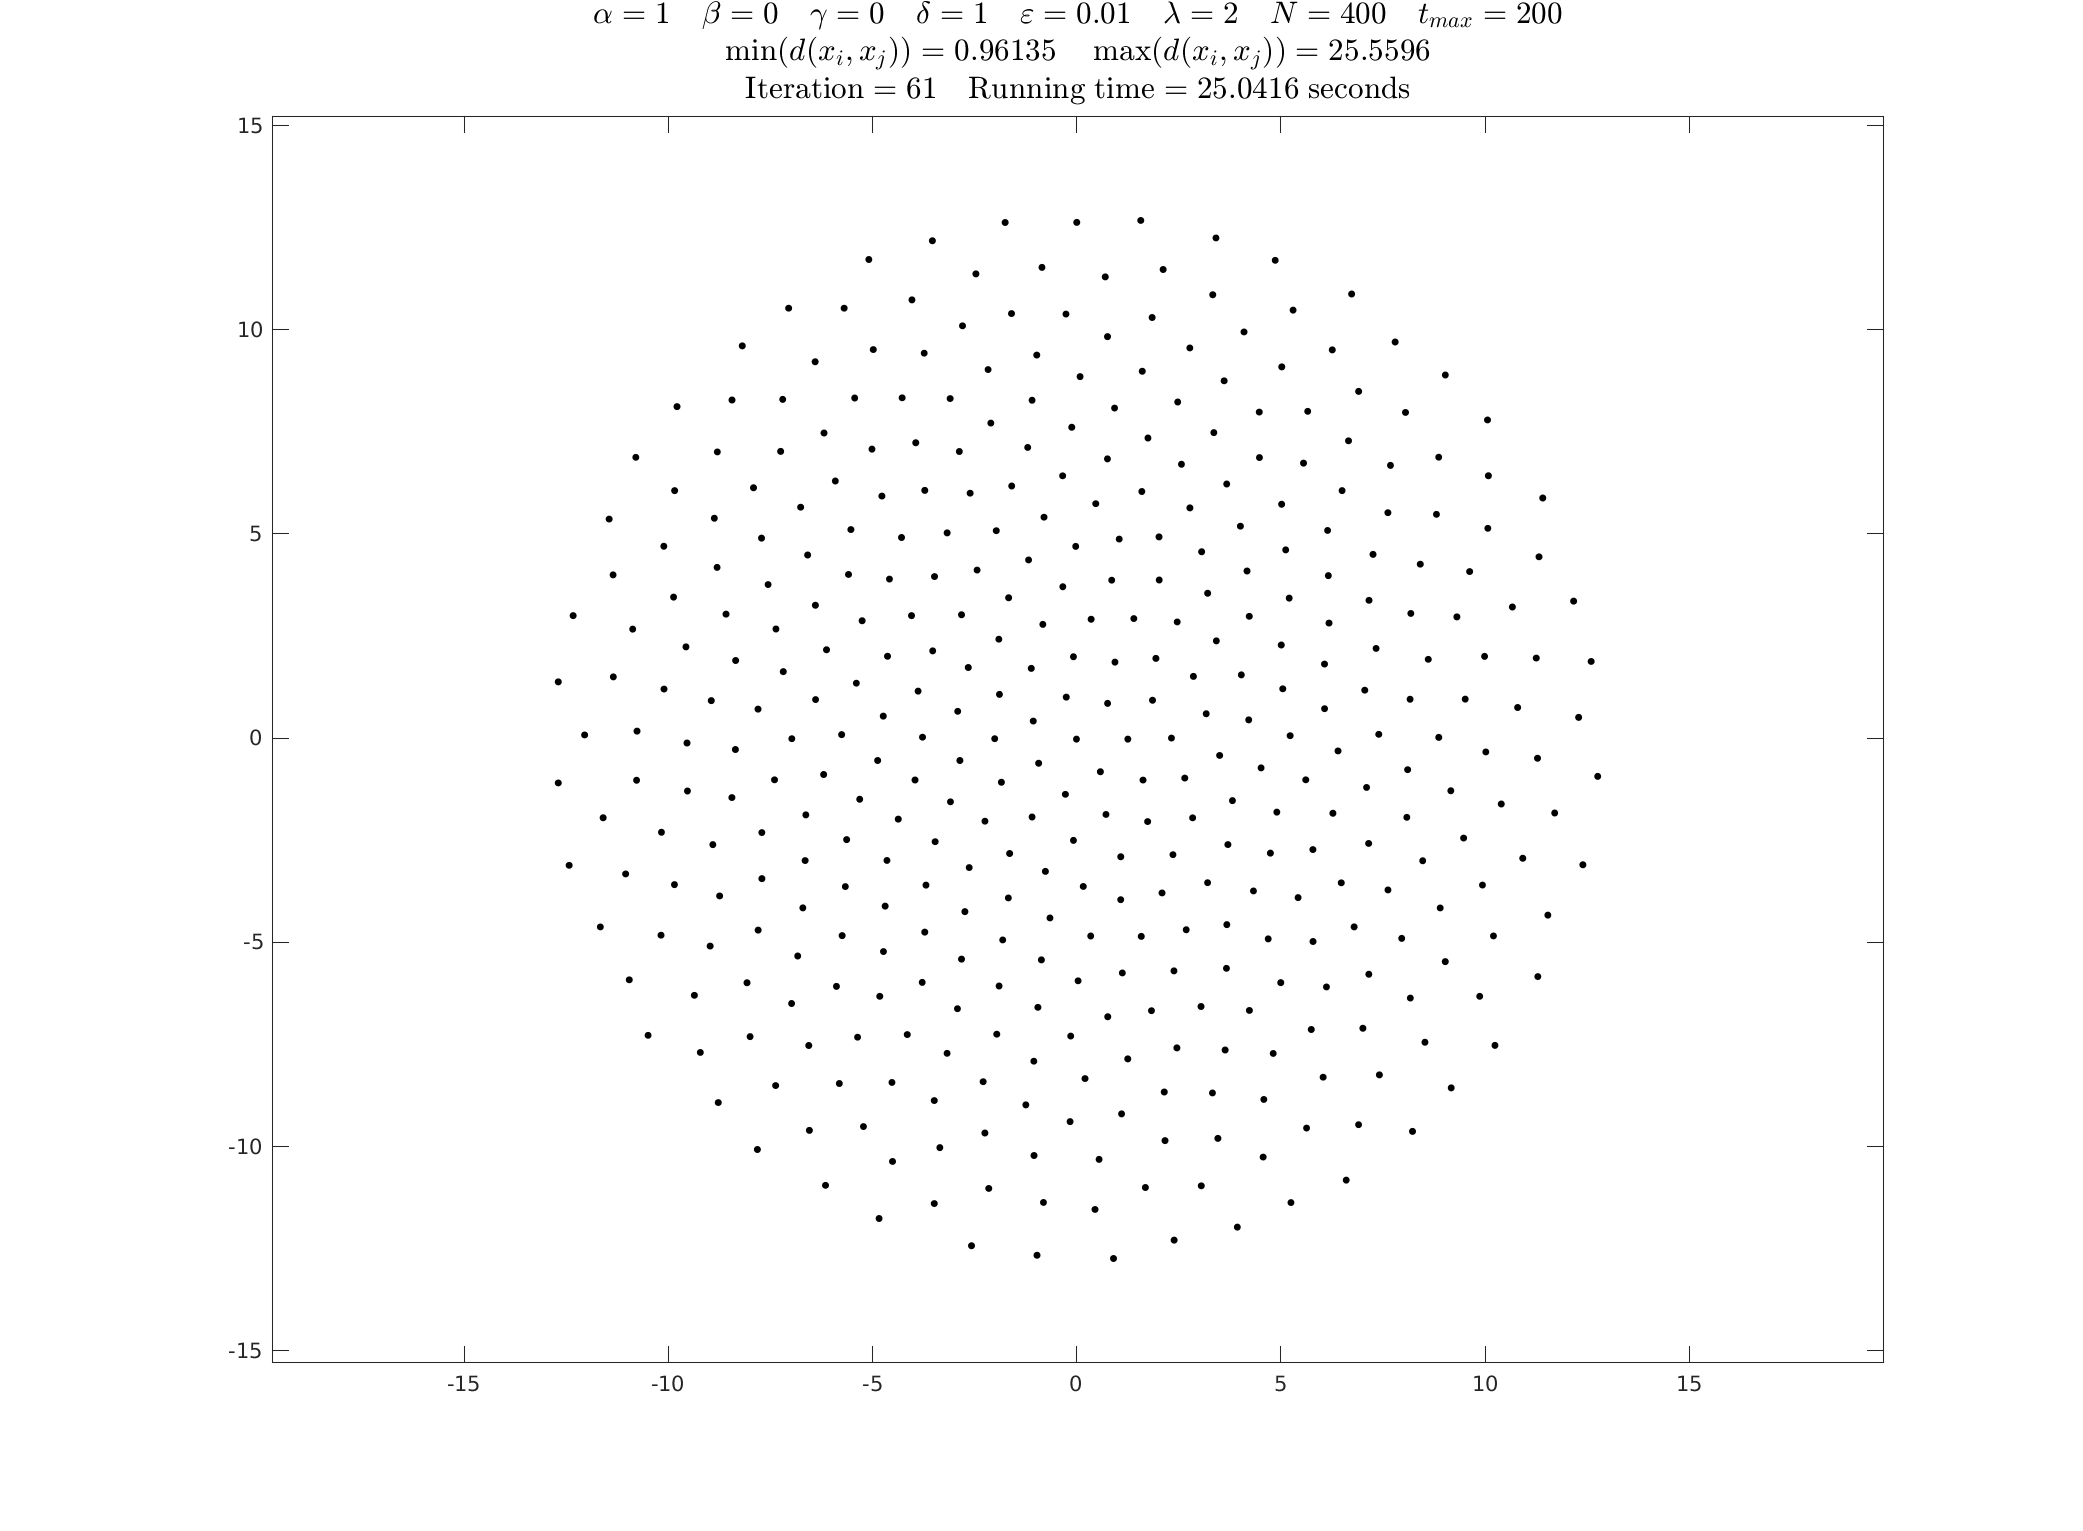 α = 1 β = 0 γ = 0 δ = 1 ε = 0.01 λ = 2 N = 400 t_max = 200
min(d(x_i, x_j)) = 0.96135 max(d(x_i, x_j)) = 25.5596
Iteration = 61 Running time = 25.0416 seconds
15
10
5
0
-5
-10
-15
-15 -10 -5 0 5 10 15